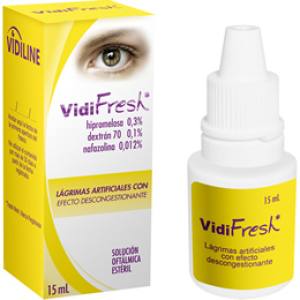 VIDILINE
VidiFresh
hipromelosa 0,3%
dextrán 70 0,1%
nafazolina 0,012%
LÁGRIMAS ARTIFICIALES CON
EFECTO DESCONGESTIONANTE
SOLUCIÓN
OFTÁLMICA
ESTÉRIL
15 mL
15 mL
VidiFresh
Lágrimas artificiales
con efecto
descongestionante